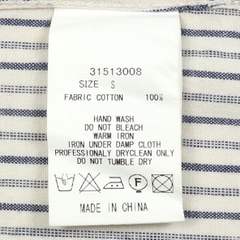 31513008
SIZE S
FABRIC COTTON 100%
HAND WASH
DO NOT BLEACH
WARM IRON
IRON UNDER DAMP CLOTH
PROFESSIONALY DRYCLEAN ONLY
DO NOT TUMBLE DRY
MADE IN CHINA